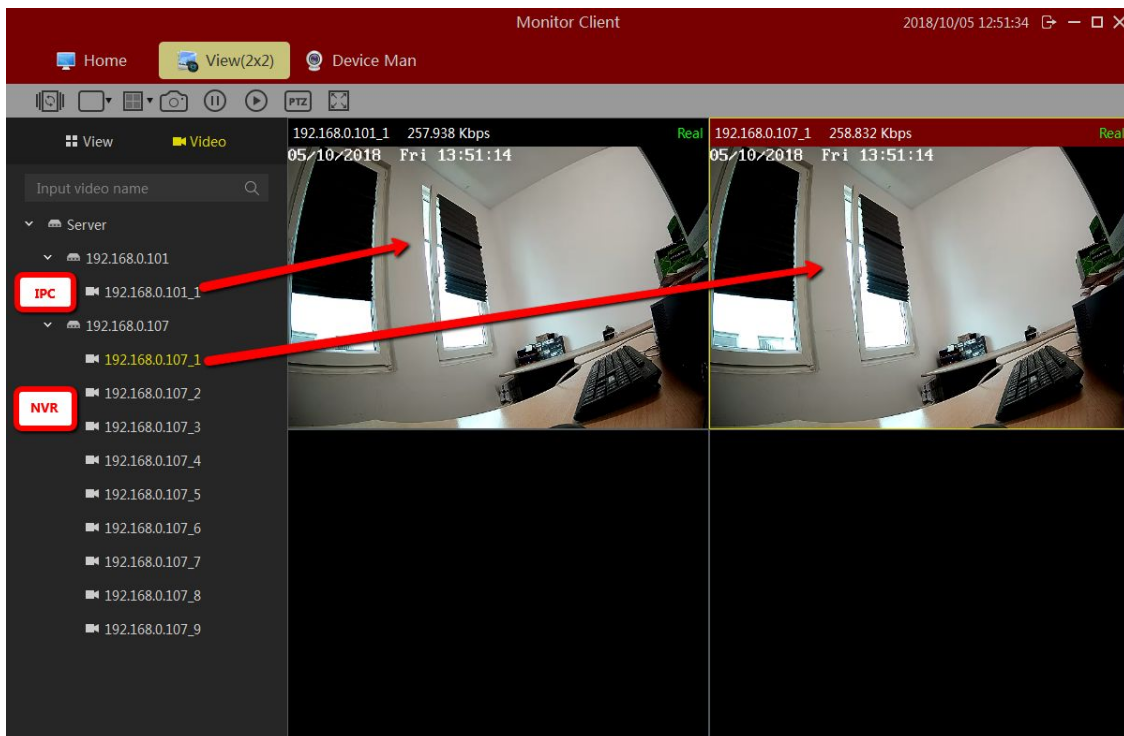 Monitor Client
2018/10/05 12:51:34
Home
View(2x2)
Device Man
PTZ
View
Video
Input video name
Server
192.168.0.101
IPC
192.168.0.101_1
192.168.0.107
192.168.0.107_1
192.168.0.107_2
NVR
192.168.0.107_3
192.168.0.107_4
192.168.0.107_5
192.168.0.107_6
192.168.0.107_7
192.168.0.107_8
192.168.0.107_9
192.168.0.101_1 257.938 Kbps Real
05/10/2018 Fri 13:51:14
192.168.0.107_1 258.832 Kbps Real
05/10/2018 Fri 13:51:14